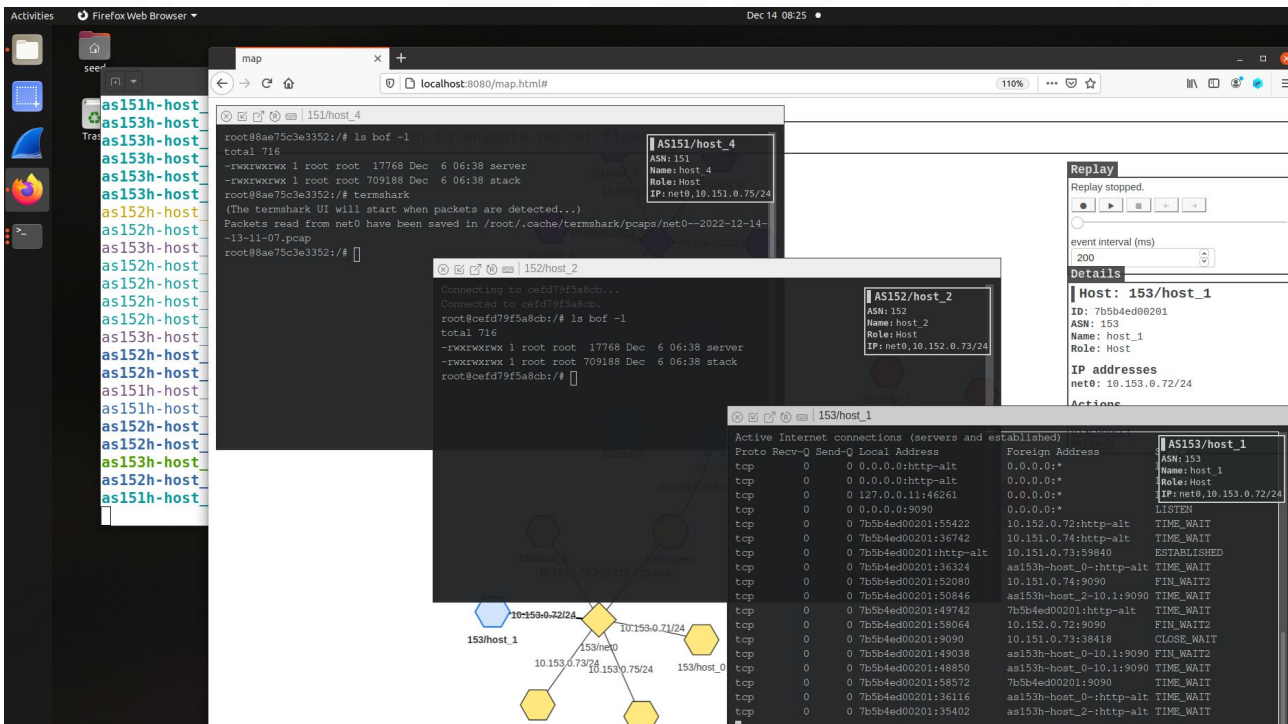 Activities
Firefox Web Browser
Dec 14 08:25
seed
map
localhost:8080/map.html#
110%
as151h-host_
as153h-host_
as153h-host_
as153h-host_
as153h-host_
as153h-host_
as152h-host_
as152h-host_
as153h-host_
as152h-host_
as152h-host_
as152h-host_
as152h-host_
as153h-host_
as152h-host_
as152h-host_
as151h-host_
as151h-host_
as152h-host_
as152h-host_
as153h-host_
as152h-host_
as151h-host_
151/host_4
root@8ae75c3e3352:/# ls bof -l
total 716
-rwxrwxrwx 1 root root 17768 Dec 6 06:38 server
-rwxrwxrwx 1 root root 709188 Dec 6 06:38 stack
root@8ae75c3e3352:/# termshark
(The termshark UI will start when packets are detected...)
Packets read from net0 have been saved in /root/.cache/termshark/pcaps/net0--2022-12-14-
-13-11-07.pcap
root@8ae75c3e3352:/#
AS151/host_4
ASN: 151
Name: host_4
Role: Host
IP: net0,10.151.0.75/24
152/host_2
Connecting to cefd79f5a8cb...
Connected to cefd79f5a8cb.
root@cefd79f5a8cb:/# ls bof -l
total 716
-rwxrwxrwx 1 root root 17768 Dec 6 06:38 server
-rwxrwxrwx 1 root root 709188 Dec 6 06:38 stack
root@cefd79f5a8cb:/#
AS152/host_2
ASN: 152
Name: host_2
Role: Host
IP: net0,10.152.0.73/24
Replay
Replay stopped.
event interval (ms)
200
Details
Host: 153/host_1
ID: 7b5b4ed00201
ASN: 153
Name: host_1
Role: Host
IP addresses
net0: 10.153.0.72/24
Actions
153/host_1
Active Internet connections (servers and established)
Proto Recv-Q Send-Q Local Address Foreign Address
tcp 0 0 0.0.0.0:http-alt 0.0.0.0:*
tcp 0 0 0.0.0.0:http-alt 0.0.0.0:*
tcp 0 0 127.0.0.11:46261 0.0.0.0:*
tcp 0 0 0.0.0.0:9090 0.0.0.0:* LISTEN
tcp 0 0 7b5b4ed00201:55422 10.152.0.72:http-alt TIME_WAIT
tcp 0 0 7b5b4ed00201:36742 10.151.0.74:http-alt TIME_WAIT
tcp 0 0 7b5b4ed00201:http-alt 10.151.0.73:59840 ESTABLISHED
tcp 0 0 7b5b4ed00201:36324 as153h-host_0-:http-alt TIME_WAIT
tcp 0 0 7b5b4ed00201:52080 10.151.0.74:9090 FIN_WAIT2
tcp 0 0 7b5b4ed00201:50846 as153h-host_2-10.1:9090 TIME_WAIT
tcp 0 0 7b5b4ed00201:49742 7b5b4ed00201:http-alt TIME_WAIT
tcp 0 0 7b5b4ed00201:58064 10.152.0.72:9090 FIN_WAIT2
tcp 0 0 7b5b4ed00201:9090 10.151.0.73:38418 CLOSE_WAIT
tcp 0 0 7b5b4ed00201:49038 as153h-host_0-10.1:9090 FIN_WAIT2
tcp 0 0 7b5b4ed00201:48850 as153h-host_0-10.1:9090 TIME_WAIT
tcp 0 0 7b5b4ed00201:58572 7b5b4ed00201:9090 TIME_WAIT
tcp 0 0 7b5b4ed00201:36116 as153h-host_0-:http-alt TIME_WAIT
tcp 0 0 7b5b4ed00201:35402 as153h-host_2-:http-alt TIME_WAIT
AS153/host_1
ASN: 153
Name: host_1
Role: Host
IP: net0,10.153.0.72/24
10.153.0.72/24
153/host_1
153/net0
10.153.0.71/24
153/host_0
10.153.0.73/24
10.153.0.75/24